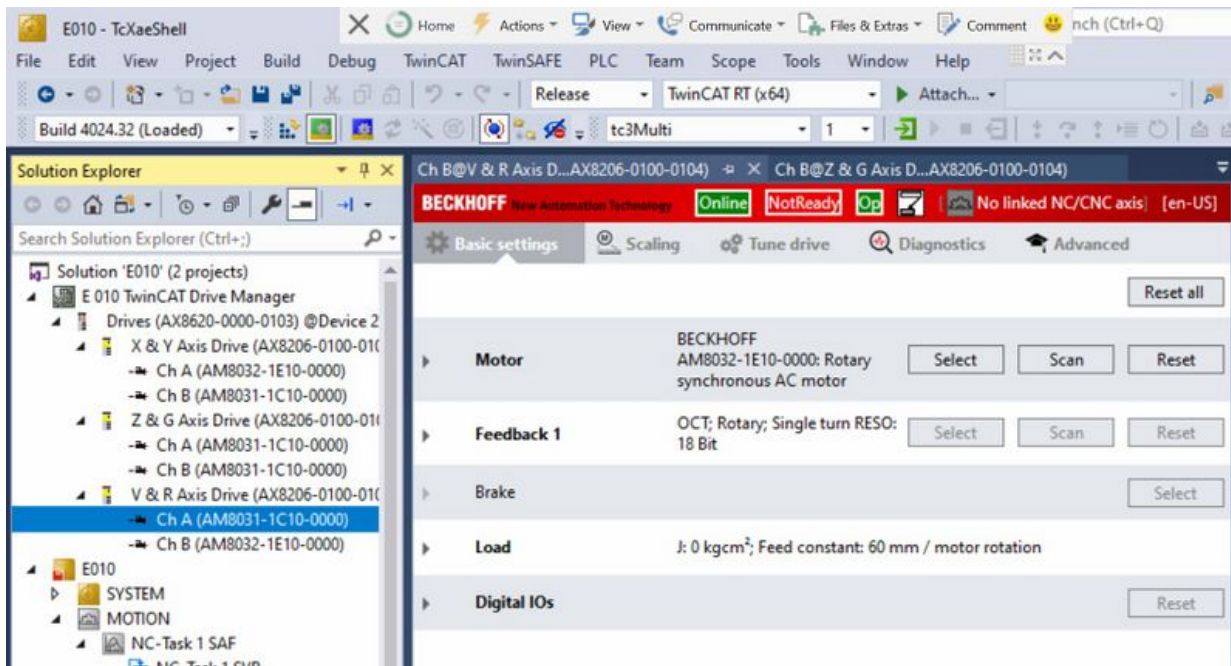 E010 - TcXaeShell
Home Actions View Communicate Files & Extras Comment nch (Ctrl+Q)
File Edit View Project Build Debug TwinCAT TwinSAFE PLC Team Scope Tools Window Help
Release TwinCAT RT (x64) Attach...
Build 4024.32 (Loaded) tc3Multi 1
Solution Explorer
Search Solution Explorer (Ctrl+;)
Solution 'E010' (2 projects)
E 010 TwinCAT Drive Manager
Drives (AX8620-0000-0103) @Device 2
X & Y Axis Drive (AX8206-0100-010
Ch A (AM8032-1E10-0000)
Ch B (AM8031-1C10-0000)
Z & G Axis Drive (AX8206-0100-010
Ch A (AM8031-1C10-0000)
Ch B (AM8031-1C10-0000)
V & R Axis Drive (AX8206-0100-010
Ch A (AM8031-1C10-0000)
Ch B (AM8032-1E10-0000)
E010
SYSTEM
MOTION
NC-Task 1 SAF
NC-Task 1 SVB
Ch B@V & R Axis D...AX8206-0100-0104) Ch B@Z & G Axis D...AX8206-0100-0104)
BECKHOFF New Automation Technology Online NotReady Op [ No linked NC/CNC axis] [en-US]
Basic settings Scaling Tune drive Diagnostics Advanced
Reset all
Motor
BECKHOFF
AM8032-1E10-0000: Rotary
synchronous AC motor
Select Scan Reset
Feedback 1
OCT; Rotary; Single turn RESO:
18 Bit
Select Scan Reset
Brake Select
Load J: 0 kgcm²; Feed constant: 60 mm / motor rotation
Digital IOs Reset